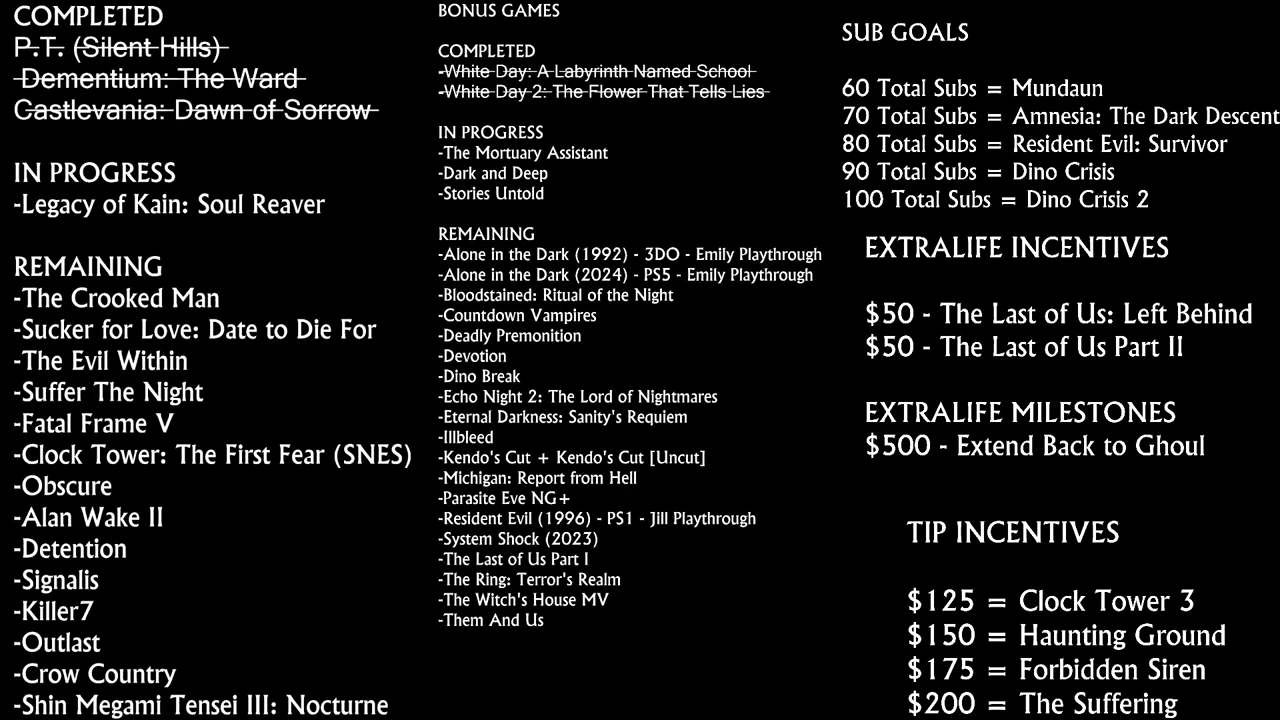 COMPLETED
P.T. (Silent Hills)
Dementium: The Ward
Castlevania: Dawn of Sorrow
IN PROGRESS
-Legacy of Kain: Soul Reaver
REMAINING
-The Crooked Man
-Sucker for Love: Date to Die For
-The Evil Within
-Suffer The Night
-Fatal Frame V
-Clock Tower: The First Fear (SNES)
-Obscure
-Alan Wake II
-Detention
-Signalis
-Killer7
-Outlast
-Crow Country
-Shin Megami Tensei III: Nocturne
BONUS GAMES
COMPLETED
-White Day: A Labyrinth Named School
-White Day 2: The Flower That Tells Lies
IN PROGRESS
-The Mortuary Assistant
-Dark and Deep
-Stories Untold
REMAINING
-Alone in the Dark (1992) - 3DO - Emily Playthrough
-Alone in the Dark (2024) - PS5 - Emily Playthrough
-Bloodstained: Ritual of the Night
-Countdown Vampires
-Deadly Premonition
-Devotion
-Dino Break
-Echo Night 2: The Lord of Nightmares
-Eternal Darkness: Sanity's Requiem
-Illbleed
-Kendo's Cut + Kendo's Cut [Uncut]
-Michigan: Report from Hell
-Parasite Eve NG+
-Resident Evil (1996) - PS1 - Jill Playthrough
-System Shock (2023)
-The Last of Us Part I
-The Ring: Terror's Realm
-The Witch's House MV
-Them And Us
SUB GOALS
60 Total Subs = Mundaun
70 Total Subs = Amnesia: The Dark Descent
80 Total Subs = Resident Evil: Survivor
90 Total Subs = Dino Crisis
100 Total Subs = Dino Crisis 2
EXTRALIFE INCENTIVES
$50 - The Last of Us: Left Behind
$50 - The Last of Us Part II
EXTRALIFE MILESTONES
$500 - Extend Back to Ghoul
TIP INCENTIVES
$125 = Clock Tower 3
$150 = Haunting Ground
$175 = Forbidden Siren
$200 = The Suffering